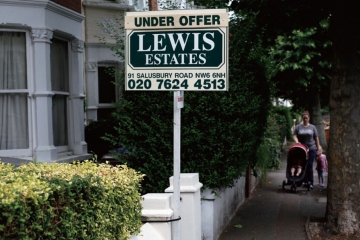 UNDER OFFER
LEWIS
ESTATES
91 SALUSBURY ROAD NW6 6NH
020 7624 4513